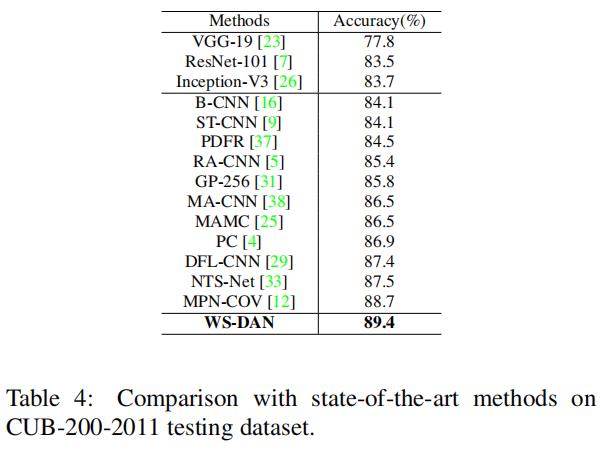 Methods Accuracy(%)
VGG-19 [23] 77.8
ResNet-101 [7] 83.5
Inception-V3 [26] 83.7
B-CNN [16] 84.1
ST-CNN [9] 84.1
PDFR [37] 84.5
RA-CNN [5] 85.4
GP-256 [31] 85.8
MA-CNN [38] 86.5
MAMC [25] 86.5
PC [4] 86.9
DFL-CNN [29] 87.4
NTS-Net [33] 87.5
MPN-COV [12] 88.7
WS-DAN 89.4
Table 4: Comparison with state-of-the-art methods on
CUB-200-2011 testing dataset.